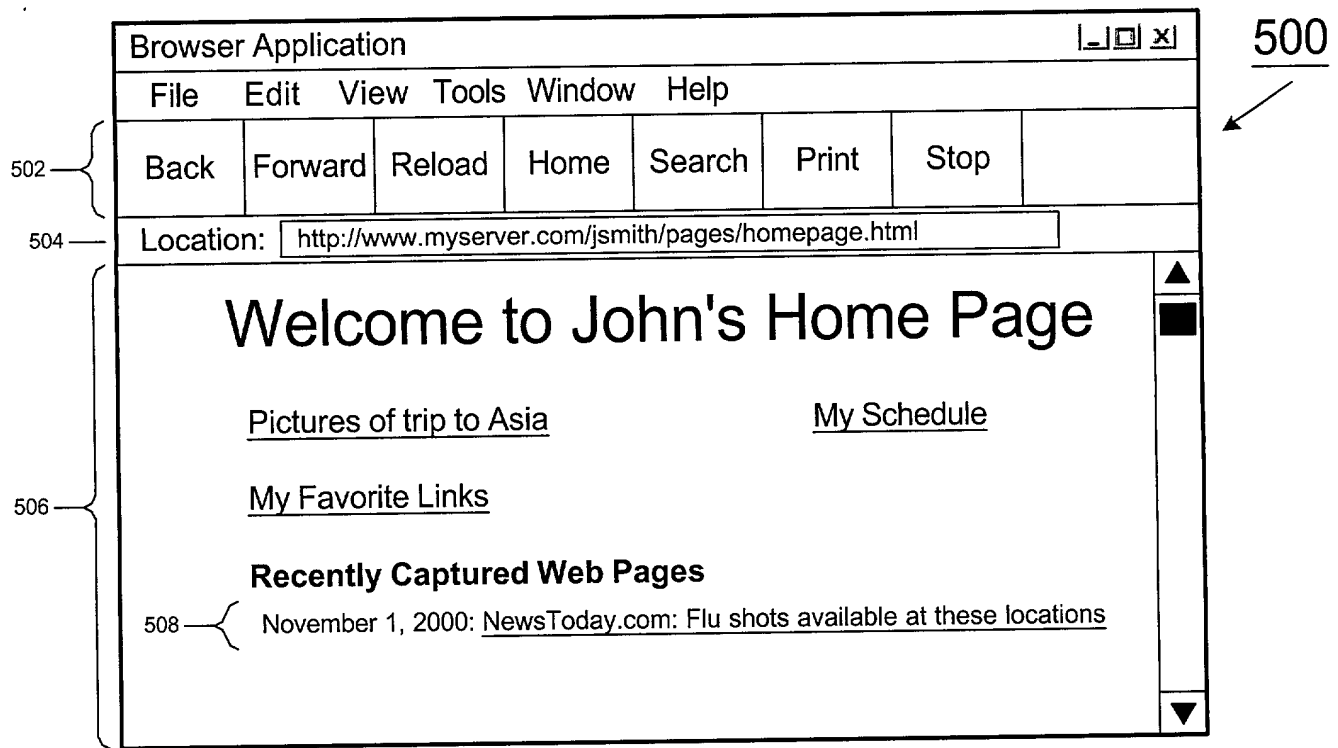 Browser Application
500
File Edit View Tools Window Help
502
Back Forward Reload Home Search Print Stop
504
Location: http://www.myserver.com/jsmith/pages/homepage.html
Welcome to John's Home Page
Pictures of trip to Asia My Schedule
506
My Favorite Links
Recently Captured Web Pages
508
November 1, 2000: NewsToday.com: Flu shots available at these locations